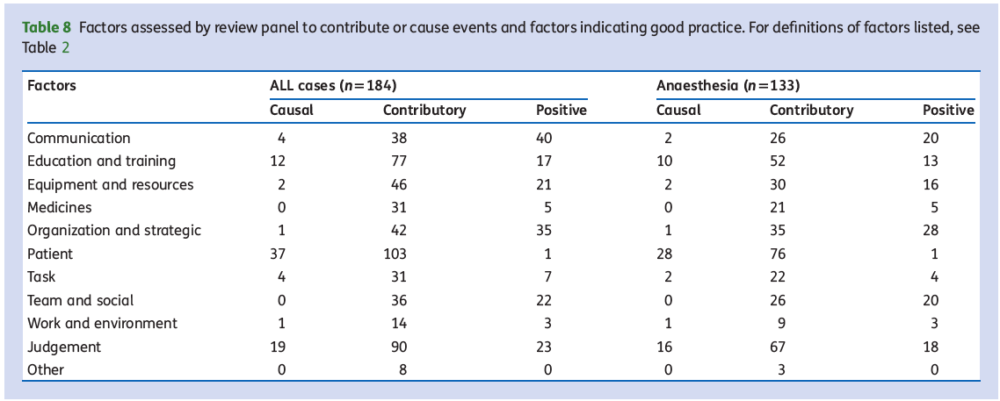 Table 8 Factors assessed by review panel to contribute or cause events and factors indicating good practice. For definitions of factors listed, see
Table 2
Factors ALL cases (n=184) Anaesthesia (n=133)
Causal Contributory Positive Causal Contributory Positive
Communication 4 38 40 2 26 20
Education and training 12 77 17 10 52 13
Equipment and resources 2 46 21 2 30 16
Medicines 0 31 5 0 21 5
Organization and strategic 1 42 35 1 35 28
Patient 37 103 1 28 76 1
Task 4 31 7 2 22 4
Team and social 0 36 22 0 26 20
Work and environment 1 14 3 1 9 3
Judgement 19 90 23 16 67 18
Other 0 8 0 0 3 0